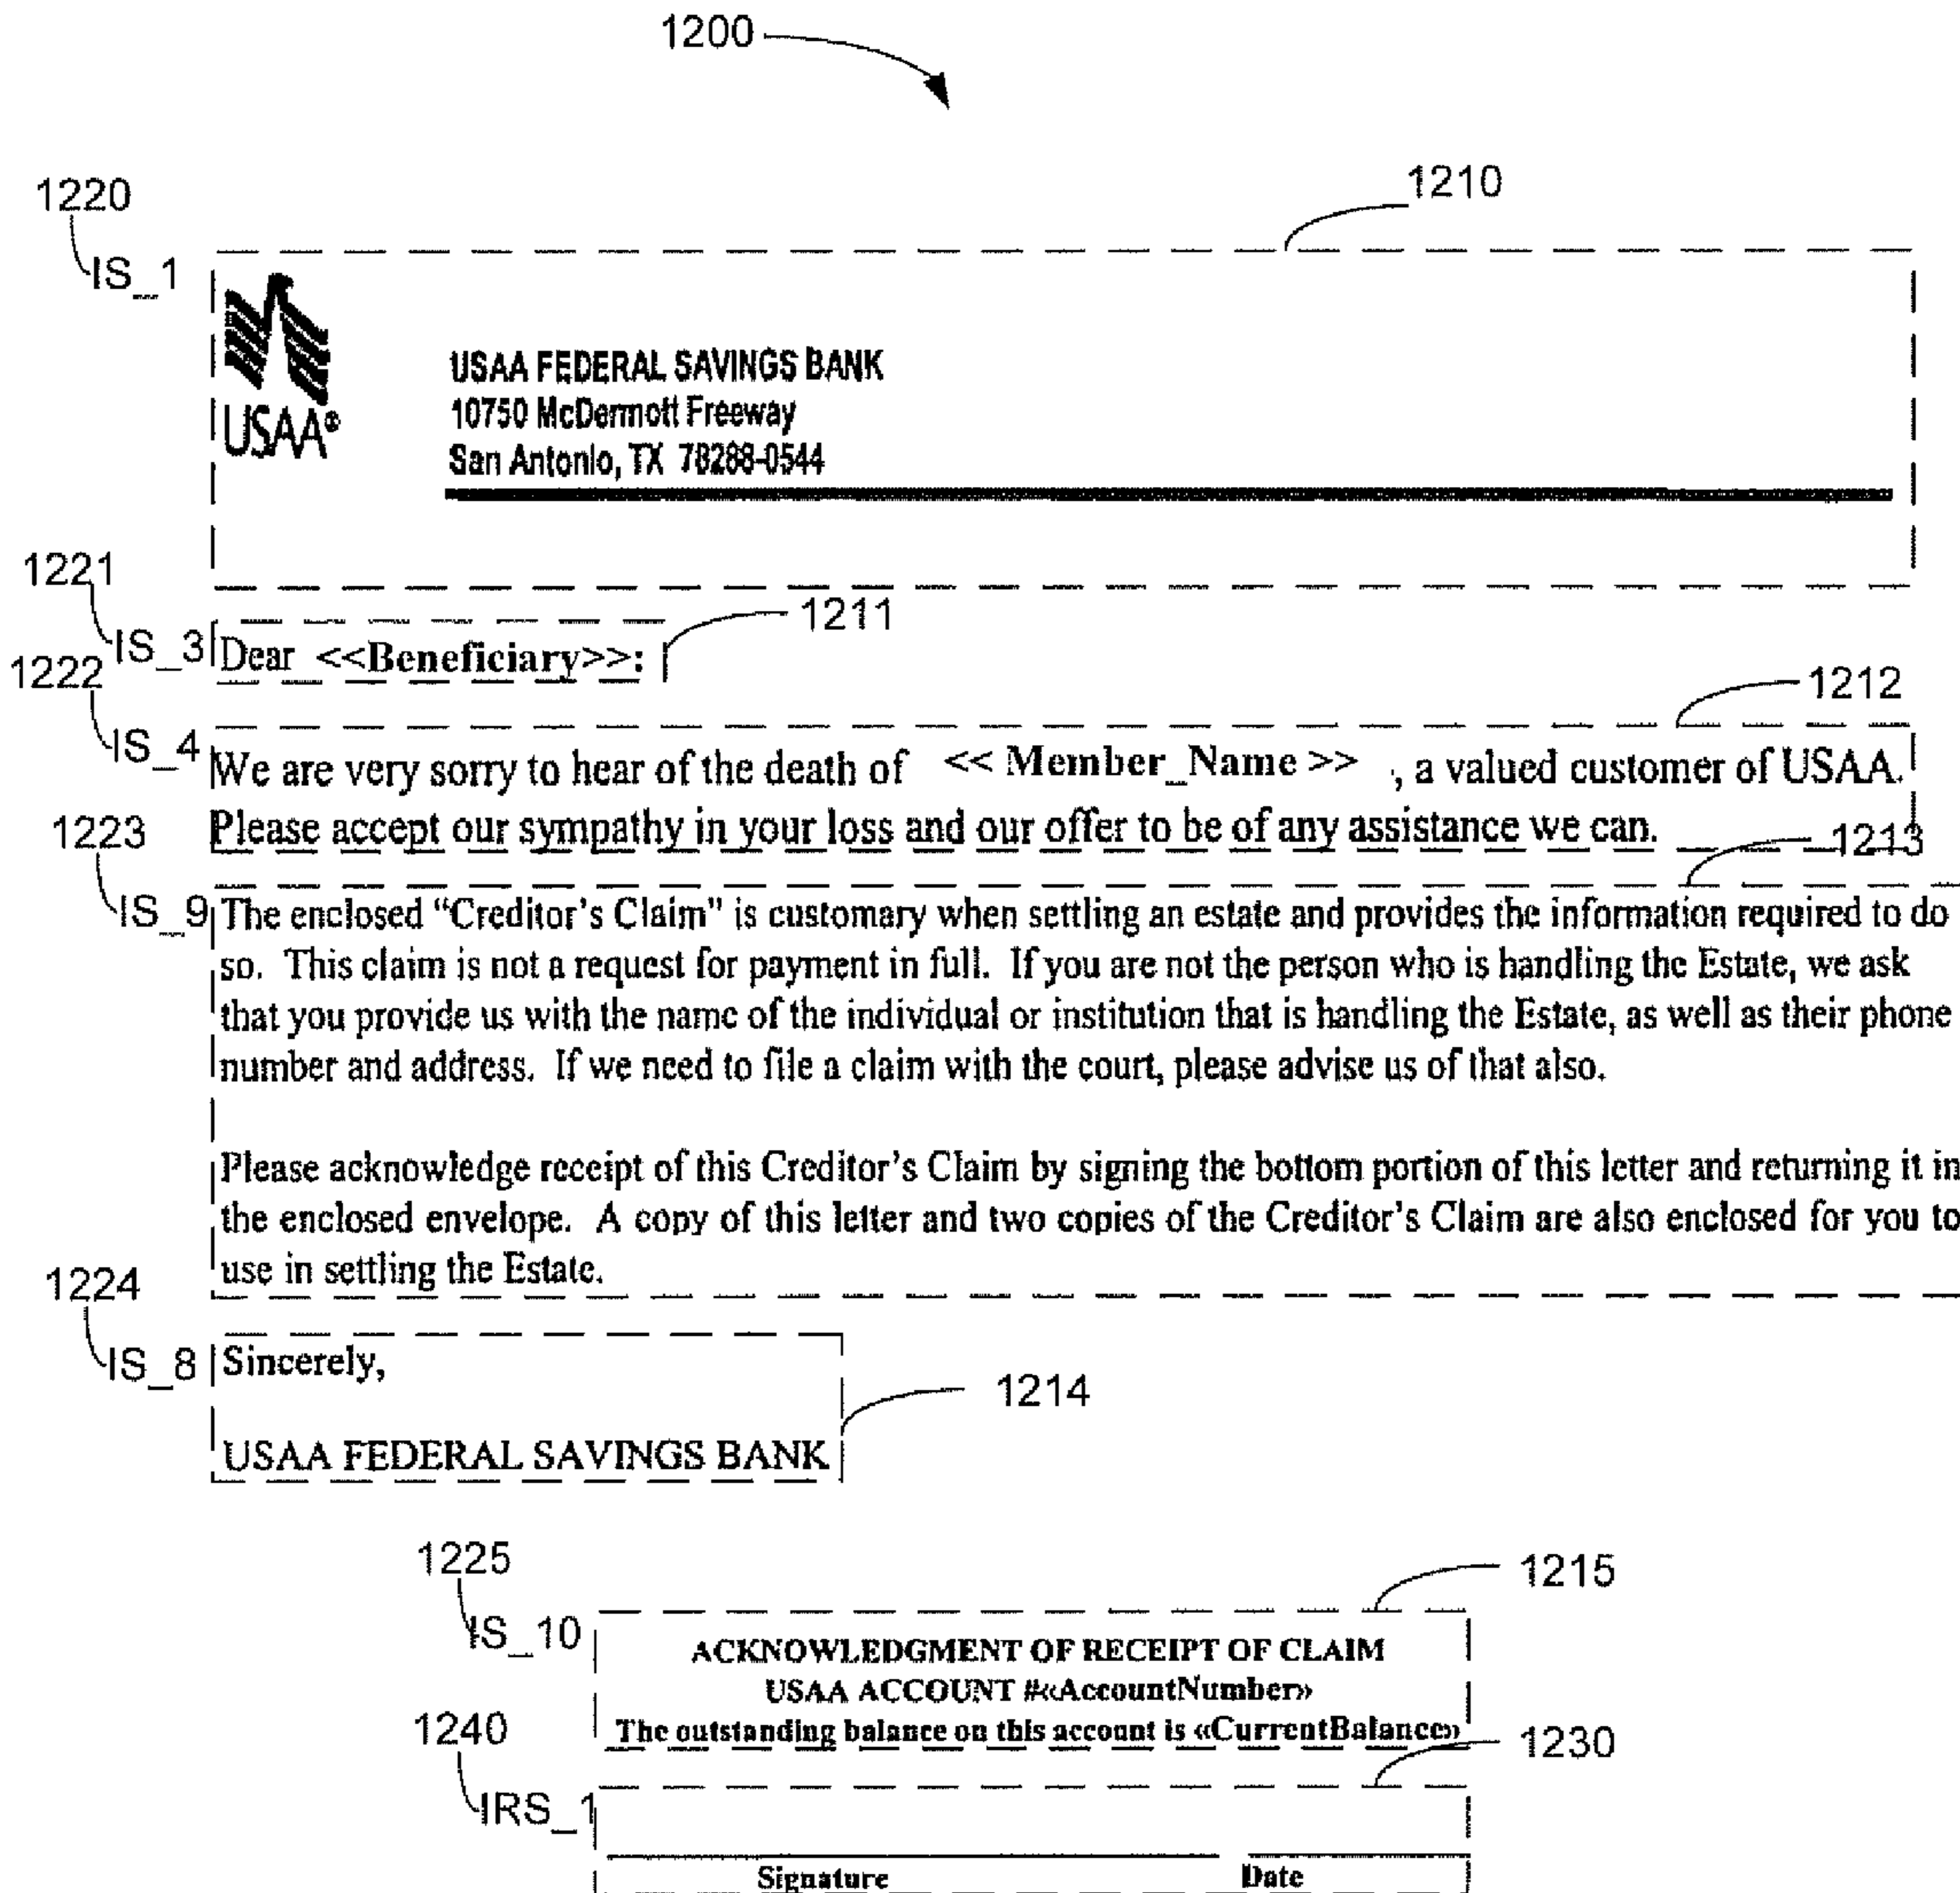 1200
1210
1220
IS_1
USAA®
USAA FEDERAL SAVINGS BANK
10750 McDermott Freeway
San Antonio, TX 78288-0544
1221
1211
IS_3
Dear <<Beneficiary>>:
1222
1212
IS_4
We are very sorry to hear of the death of << Member_Name >> , a valued customer of USAA.
Please accept our sympathy in your loss and our offer to be of any assistance we can.
1223
1213
IS_9
The enclosed “Creditor’s Claim” is customary when settling an estate and provides the information required to do
so. This claim is not a request for payment in full. If you are not the person who is handling the Estate, we ask
that you provide us with the name of the individual or institution that is handling the Estate, as well as their phone
number and address. If we need to file a claim with the court, please advise us of that also.
Please acknowledge receipt of this Creditor’s Claim by signing the bottom portion of this letter and returning it in
the enclosed envelope. A copy of this letter and two copies of the Creditor’s Claim are also enclosed for you to
use in settling the Estate.
1224
IS_8
Sincerely,
1214
USAA FEDERAL SAVINGS BANK
1225
1215
IS_10
ACKNOWLEDGMENT OF RECEIPT OF CLAIM
USAA ACCOUNT #«AccountNumber»
The outstanding balance on this account is «CurrentBalance»
1240
1230
IRS_1
Signature Date